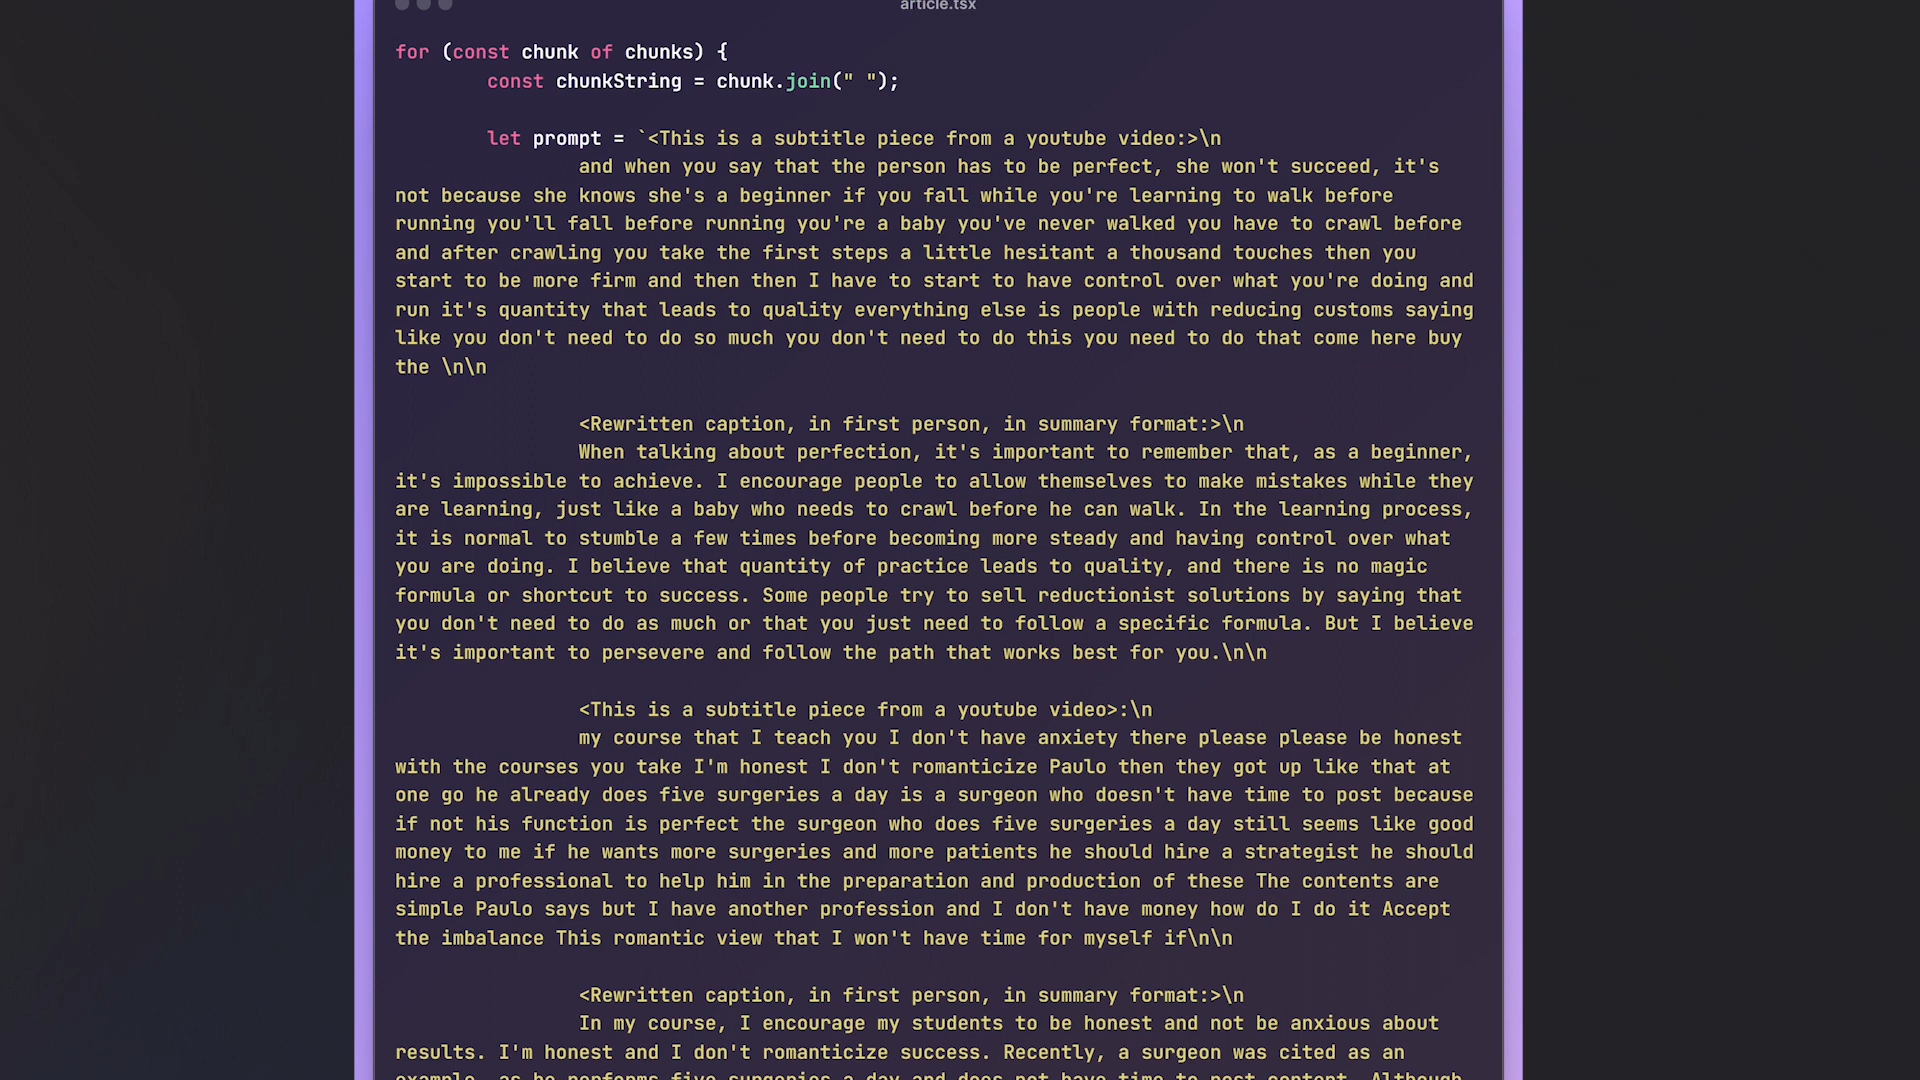 article.tsx
for (const chunk of chunks) {
const chunkString = chunk.join(" ");
let prompt = `<This is a subtitle piece from a youtube video:>\n
and when you say that the person has to be perfect, she won't succeed, it's
not because she knows she's a beginner if you fall while you're learning to walk before
running you'll fall before running you're a baby you've never walked you have to crawl before
and after crawling you take the first steps a little hesitant a thousand touches then you
start to be more firm and then then I have to start to have control over what you're doing and
run it's quantity that leads to quality everything else is people with reducing customs saying
like you don't need to do so much you don't need to do this you need to do that come here buy
the \n\n
<Rewritten caption, in first person, in summary format:>\n
When talking about perfection, it's important to remember that, as a beginner,
it's impossible to achieve. I encourage people to allow themselves to make mistakes while they
are learning, just like a baby who needs to crawl before he can walk. In the learning process,
it is normal to stumble a few times before becoming more steady and having control over what
you are doing. I believe that quantity of practice leads to quality, and there is no magic
formula or shortcut to success. Some people try to sell reductionist solutions by saying that
you don't need to do as much or that you just need to follow a specific formula. But I believe
it's important to persevere and follow the path that works best for you.\n\n
<This is a subtitle piece from a youtube video>:\n
my course that I teach you I don't have anxiety there please please be honest
with the courses you take I'm honest I don't romanticize Paulo then they got up like that at
one go he already does five surgeries a day is a surgeon who doesn't have time to post because
if not his function is perfect the surgeon who does five surgeries a day still seems like good
money to me if he wants more surgeries and more patients he should hire a strategist he should
hire a professional to help him in the preparation and production of these The contents are
simple Paulo says but I have another profession and I don't have money how do I do it Accept
the imbalance This romantic view that I won't have time for myself if\n\n
<Rewritten caption, in first person, in summary format:>\n
In my course, I encourage my students to be honest and not be anxious about
results. I'm honest and I don't romanticize success. Recently, a surgeon was cited as an
example, as he performs five surgeries a day and does not have time to post content. Although